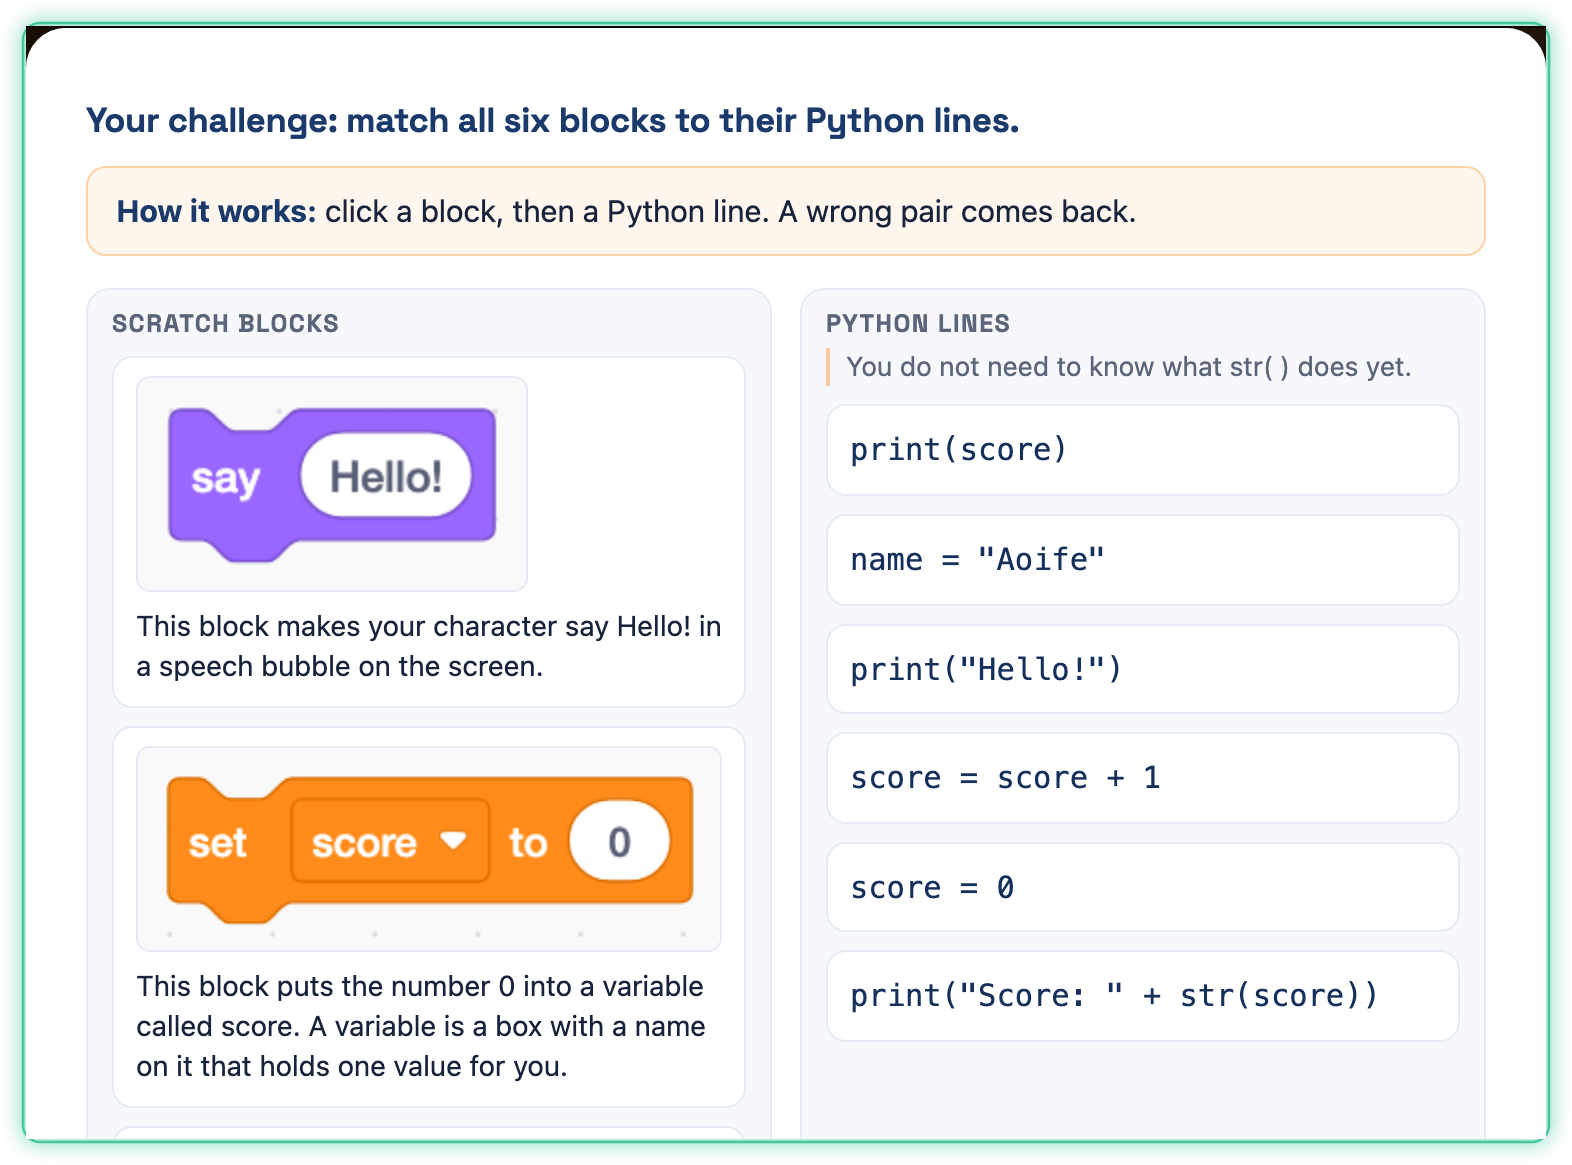 Your challenge: match all six blocks to their Python lines.
How it works: click a block, then a Python line. A wrong pair comes back.
SCRATCH BLOCKS
say Hello!
This block makes your character say Hello! in
a speech bubble on the screen.
set score to 0
This block puts the number 0 into a variable
called score. A variable is a box with a name
on it that holds one value for you.
PYTHON LINES
You do not need to know what str( ) does yet.
print(score)
name = "Aoife"
print("Hello!")
score = score + 1
score = 0
print("Score: " + str(score))